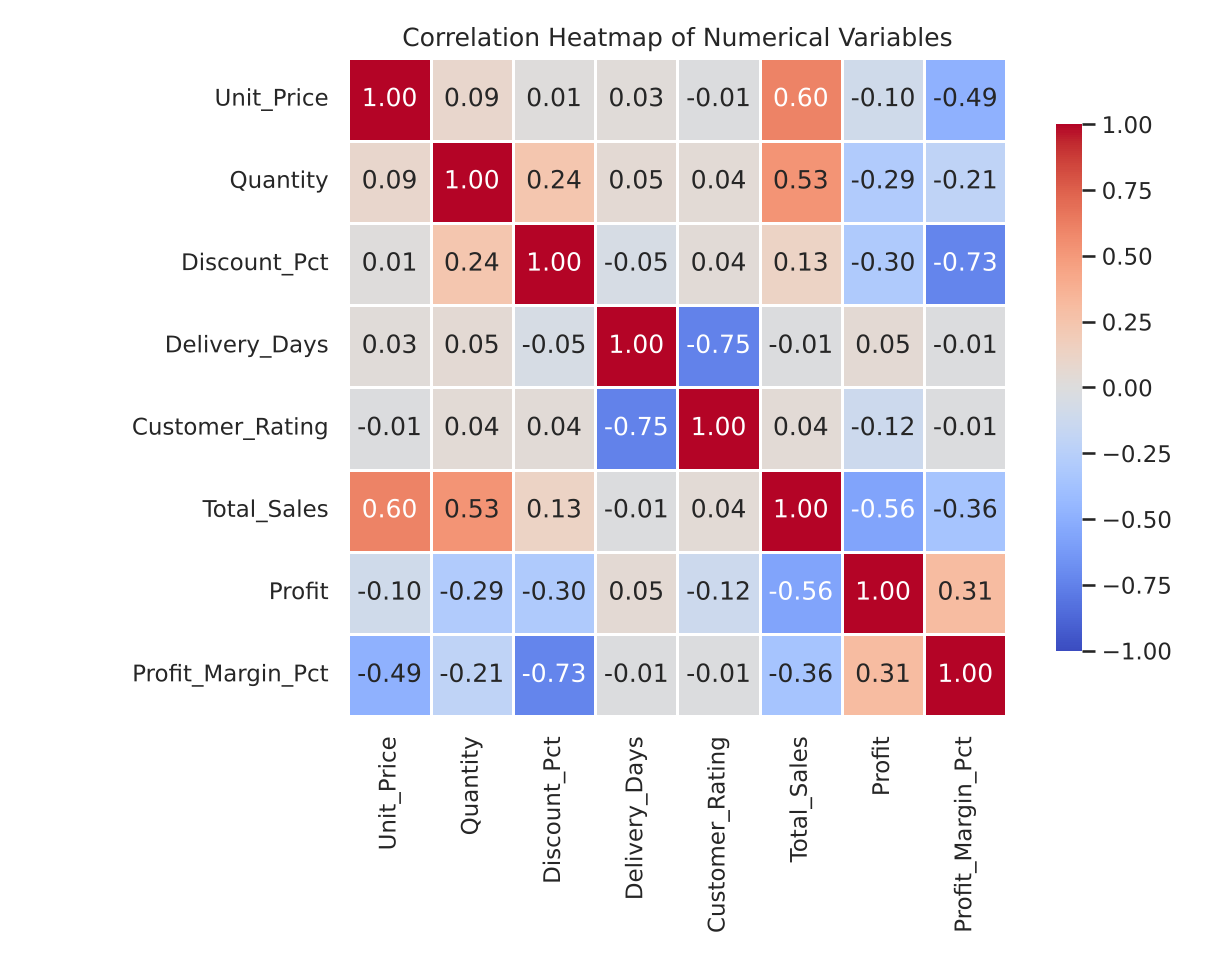 Correlation Heatmap of Numerical Variables
Unit_Price 1.00 0.09 0.01 0.03 -0.01 0.60 -0.10 -0.49
Quantity 0.09 1.00 0.24 0.05 0.04 0.53 -0.29 -0.21
Discount_Pct 0.01 0.24 1.00 -0.05 0.04 0.13 -0.30 -0.73
Delivery_Days 0.03 0.05 -0.05 1.00 -0.75 -0.01 0.05 -0.01
Customer_Rating -0.01 0.04 0.04 -0.75 1.00 0.04 -0.12 -0.01
Total_Sales 0.60 0.53 0.13 -0.01 0.04 1.00 -0.56 -0.36
Profit -0.10 -0.29 -0.30 0.05 -0.12 -0.56 1.00 0.31
Profit_Margin_Pct -0.49 -0.21 -0.73 -0.01 -0.01 -0.36 0.31 1.00
Unit_Price
Quantity
Discount_Pct
Delivery_Days
Customer_Rating
Total_Sales
Profit
Profit_Margin_Pct
1.00
0.75
0.50
0.25
0.00
−0.25
−0.50
−0.75
−1.00